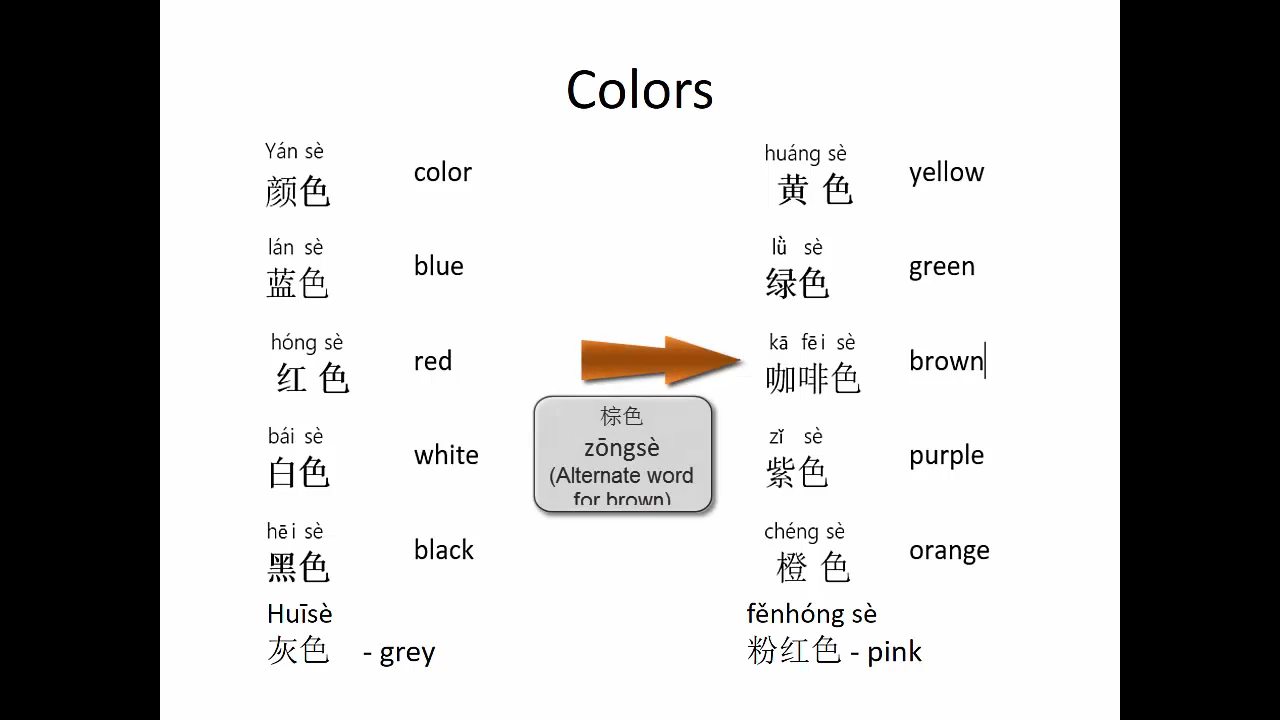 Colors
Yán sè
颜色
color
lán sè
蓝色
blue
hóng sè
红色
red
bái sè
白色
white
hēi sè
黑色
black
Huīsè
灰色 - grey
huáng sè
黄色
yellow
lǜ sè
绿色
green
kā fēi sè
咖啡色
brown
zǐ sè
紫色
purple
chéng sè
橙色
orange
fěnhóng sè
粉红色 - pink
棕色
zōngsè
(Alternate word
for brown)